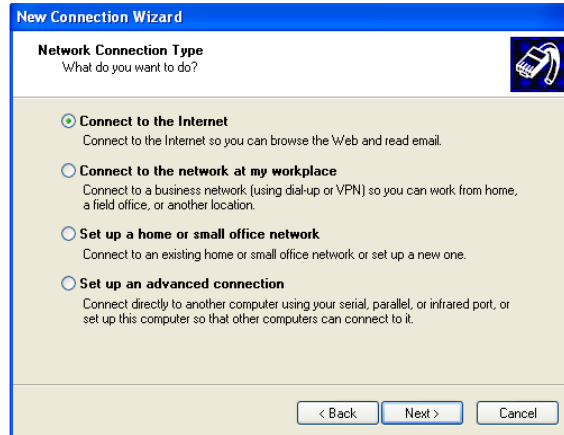 New Connection Wizard
Network Connection Type
What do you want to do?
Connect to the Internet
Connect to the Internet so you can browse the Web and read email.
Connect to the network at my workplace
Connect to a business network (using dial-up or VPN) so you can work from home,
a field office, or another location.
Set up a home or small office network
Connect to an existing home or small office network or set up a new one.
Set up an advanced connection
Connect directly to another computer using your serial, parallel, or infrared port, or
set up this computer so that other computers can connect to it.
< Back Next > Cancel